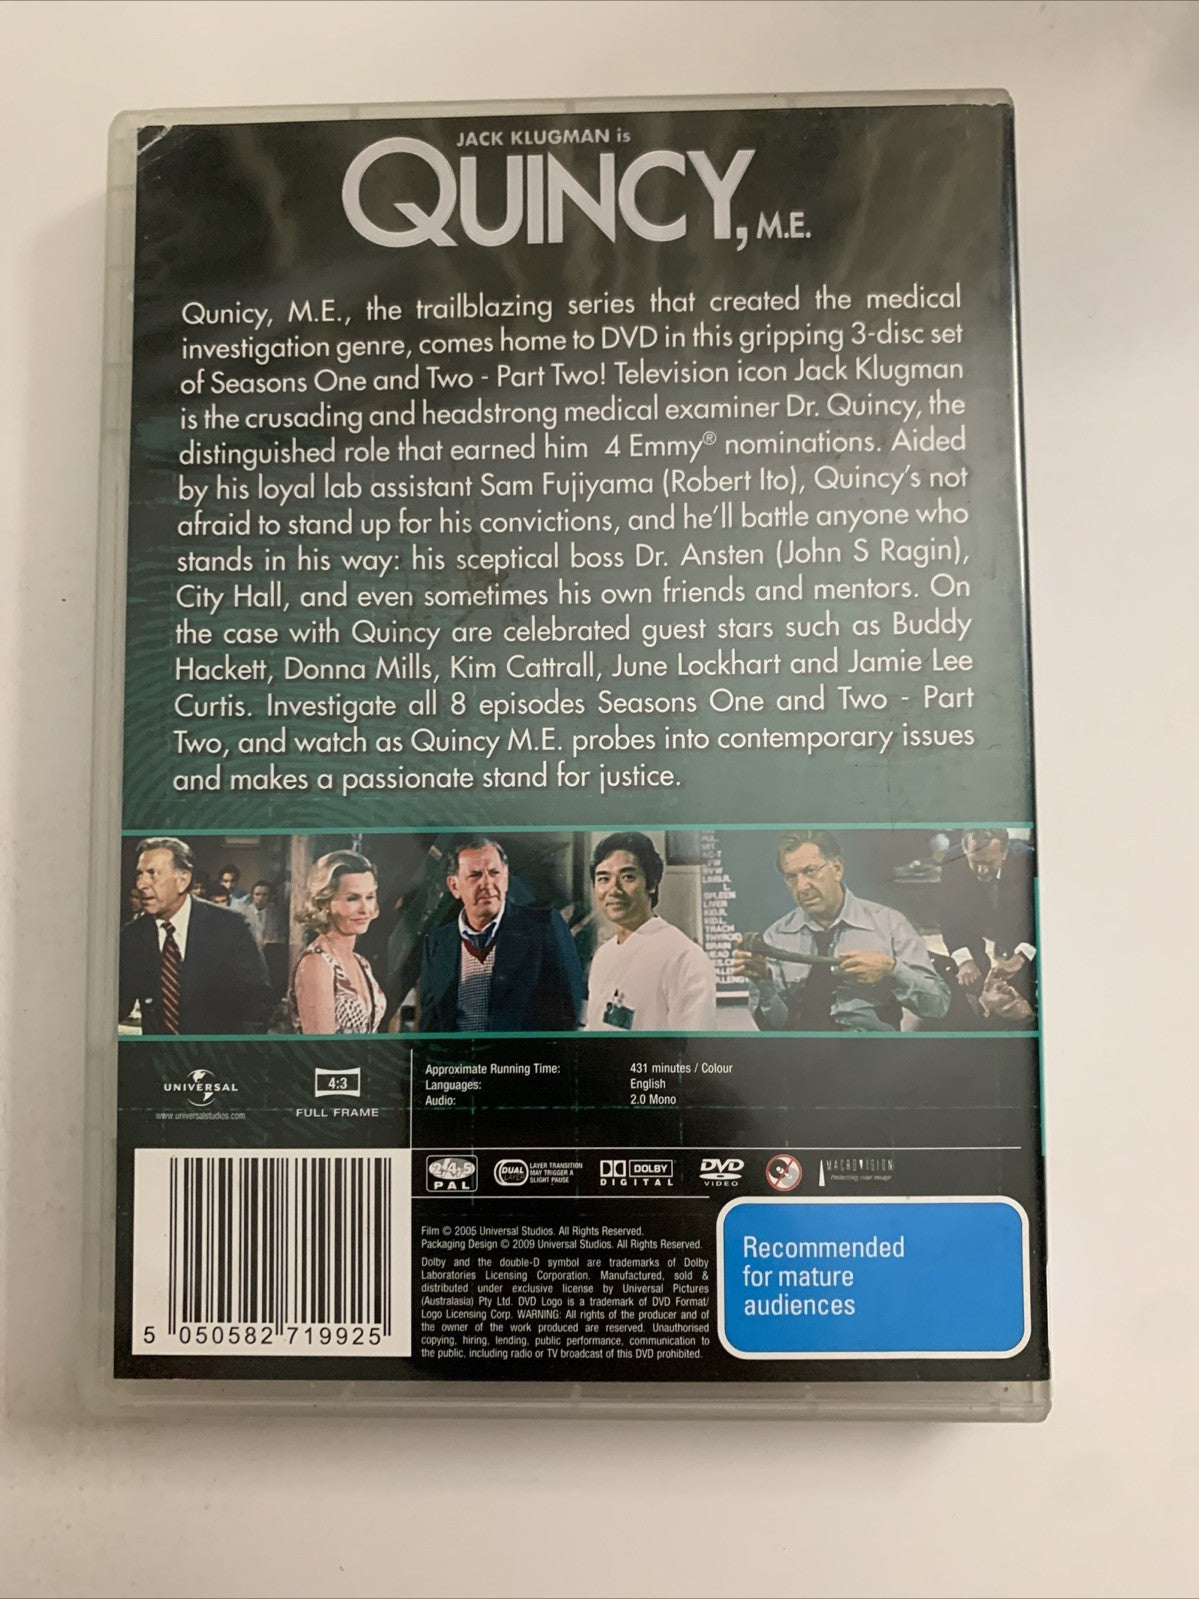 JACK KLUGMAN is
QUINCY, M.E.
Qunicy, M.E., the trailblazing series that created the medical
investigation genre, comes home to DVD in this gripping 3-disc set
of Seasons One and Two - Part Two! Television icon Jack Klugman
is the crusading and headstrong medical examiner Dr. Quincy, the
distinguished role that earned him 4 Emmy® nominations. Aided
by his loyal lab assistant Sam Fujiyama (Robert Ito), Quincy's not
afraid to stand up for his convictions, and he'll battle anyone who
stands in his way: his sceptical boss Dr. Ansten (John S Ragin),
City Hall, and even sometimes his own friends and mentors. On
the case with Quincy are celebrated guest stars such as Buddy
Hackett, Donna Mills, Kim Cattrall, June Lockhart and Jamie Lee
Curtis. Investigate all 8 episodes Seasons One and Two - Part
Two, and watch as Quincy M.E. probes into contemporary issues
and makes a passionate stand for justice.
SPLEEN
LIVER
TRACH
THYROID
BRAIN
UNIVERSAL
www.universalstudios.com
4:3
FULL FRAME
Approximate Running Time: 431 minutes / Colour
Languages: English
Audio: 2.0 Mono
2•4•5
PAL
DUAL
LAYER
LAYER TRANSITION
MAY TRIGGER A
SLIGHT PAUSE
DOLBY
DIGITAL
DVD
VIDEO
MACROVISION
Protecting your image
Film © 2005 Universal Studios. All Rights Reserved.
Packaging Design © 2009 Universal Studios. All Rights Reserved.
Dolby and the double-D symbol are trademarks of Dolby
Laboratories Licensing Corporation. Manufactured, sold &
distributed under exclusive license by Universal Pictures
(Australasia) Pty Ltd. DVD Logo is a trademark of DVD Format/
Logo Licensing Corp. WARNING: All rights of the producer and of
the owner of the work produced are reserved. Unauthorised
copying, hiring, lending, public performance, communication to
the public, including radio or TV broadcast of this DVD prohibited.
Recommended
for mature
audiences
5 050582 719925